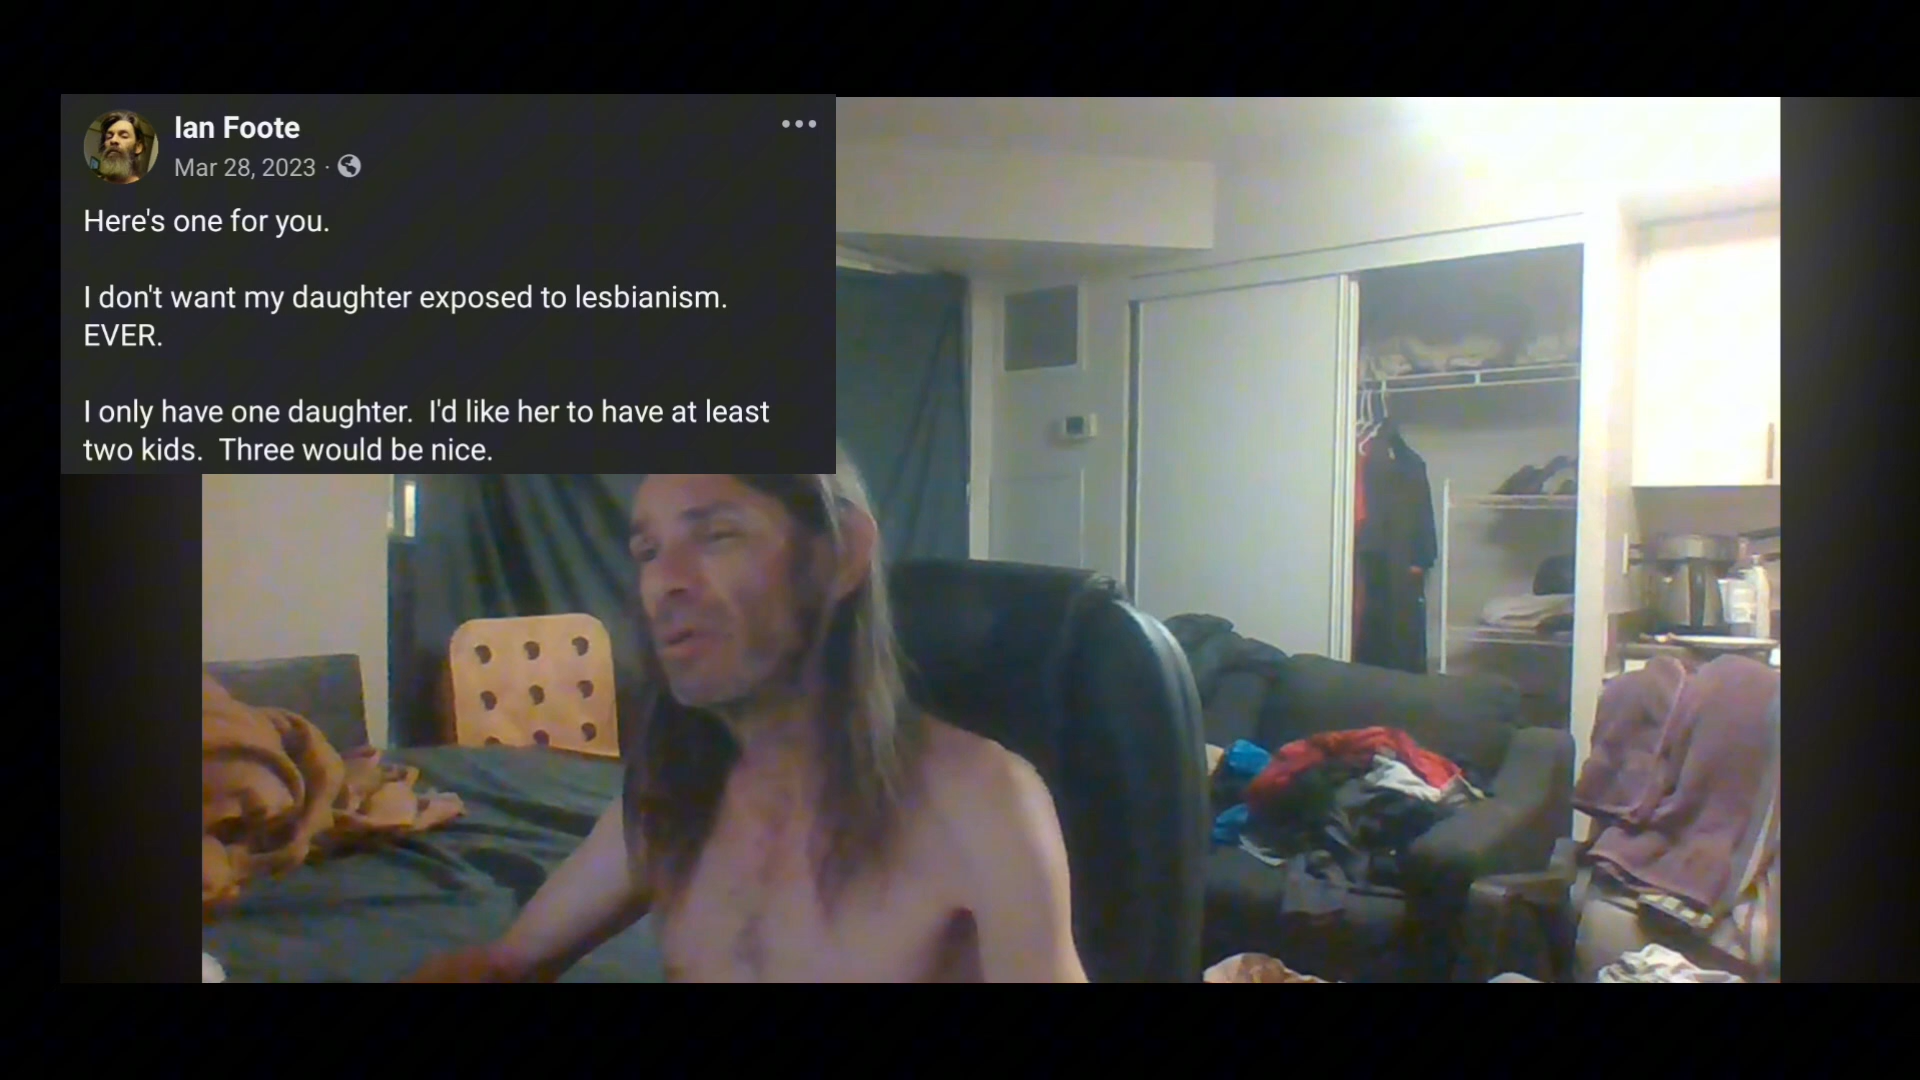 Ian Foote
Mar 28, 2023 ·
Here's one for you.
I don't want my daughter exposed to lesbianism.
EVER.
I only have one daughter.  I'd like her to have at least
two kids.  Three would be nice.